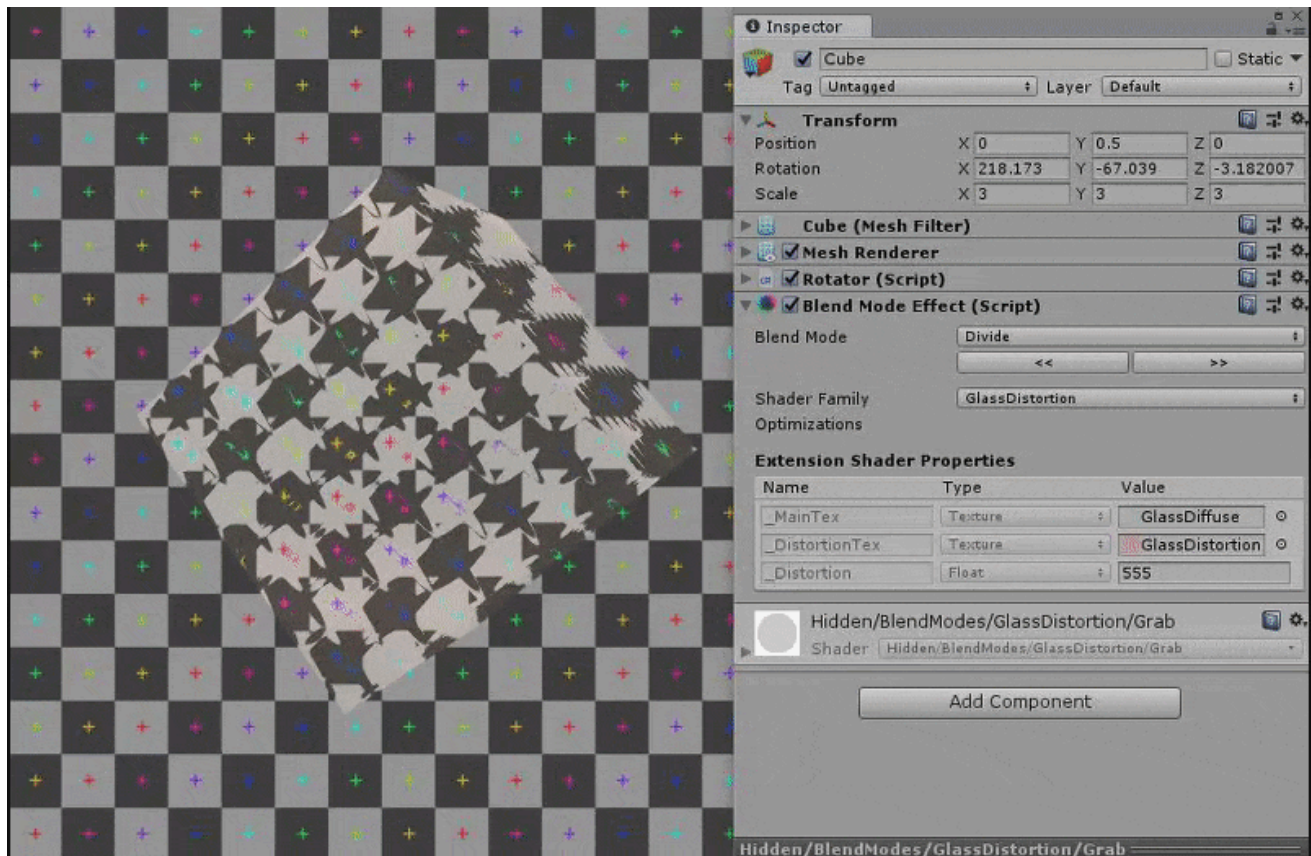 Inspector
Cube Static
Tag Untagged Layer Default
Transform
Position X 0 Y 0.5 Z 0
Rotation X 218.173 Y -67.039 Z -3.182007
Scale X 3 Y 3 Z 3
Cube (Mesh Filter)
Mesh Renderer
Rotator (Script)
Blend Mode Effect (Script)
Blend Mode Divide
<< >>
Shader Family GlassDistortion
Optimizations
Extension Shader Properties
Name Type Value
_MainTex Texture GlassDiffuse
_DistortionTex Texture GlassDistortion
_Distortion Float 555
Hidden/BlendModes/GlassDistortion/Grab
Shader Hidden/BlendModes/GlassDistortion/Grab
Add Component
Hidden/BlendModes/GlassDistortion/Grab